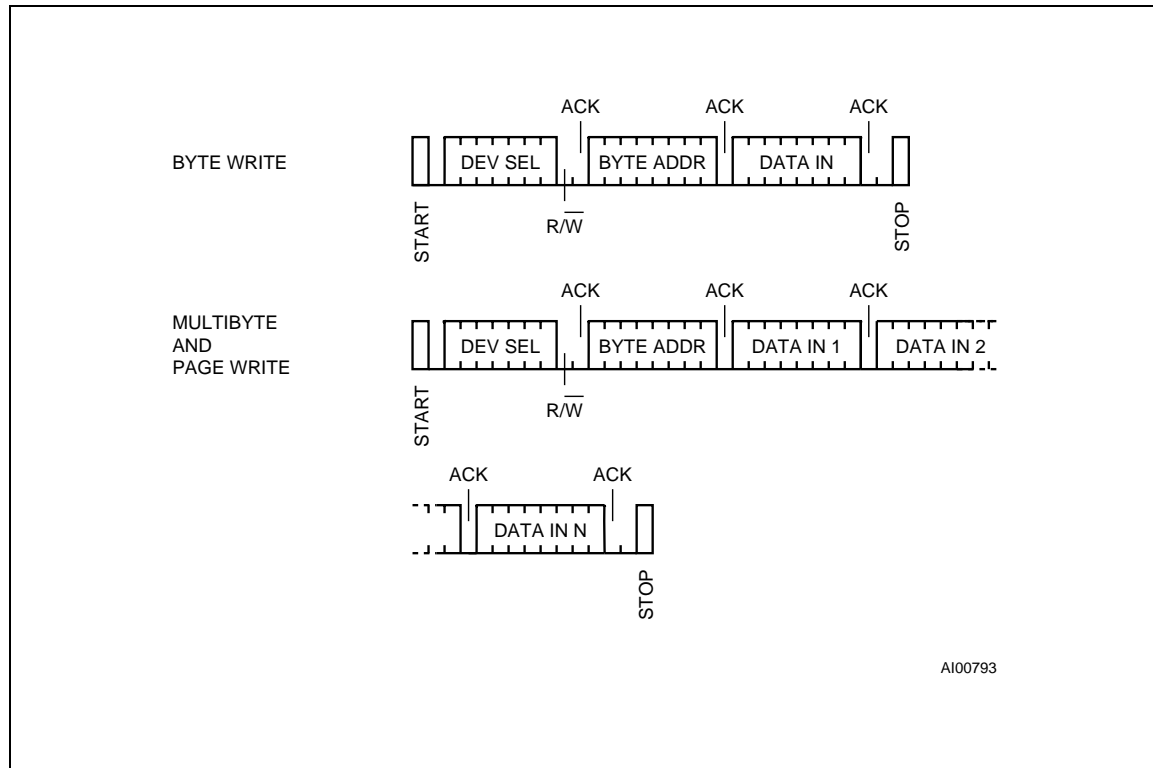 ACK ACK ACK
BYTE WRITE DEV SEL BYTE ADDR DATA IN
R/W̅
START STOP
ACK ACK ACK
MULTIBYTE
AND
PAGE WRITE
DEV SEL BYTE ADDR DATA IN 1 DATA IN 2
R/W̅
START
ACK ACK
DATA IN N
STOP
AI00793